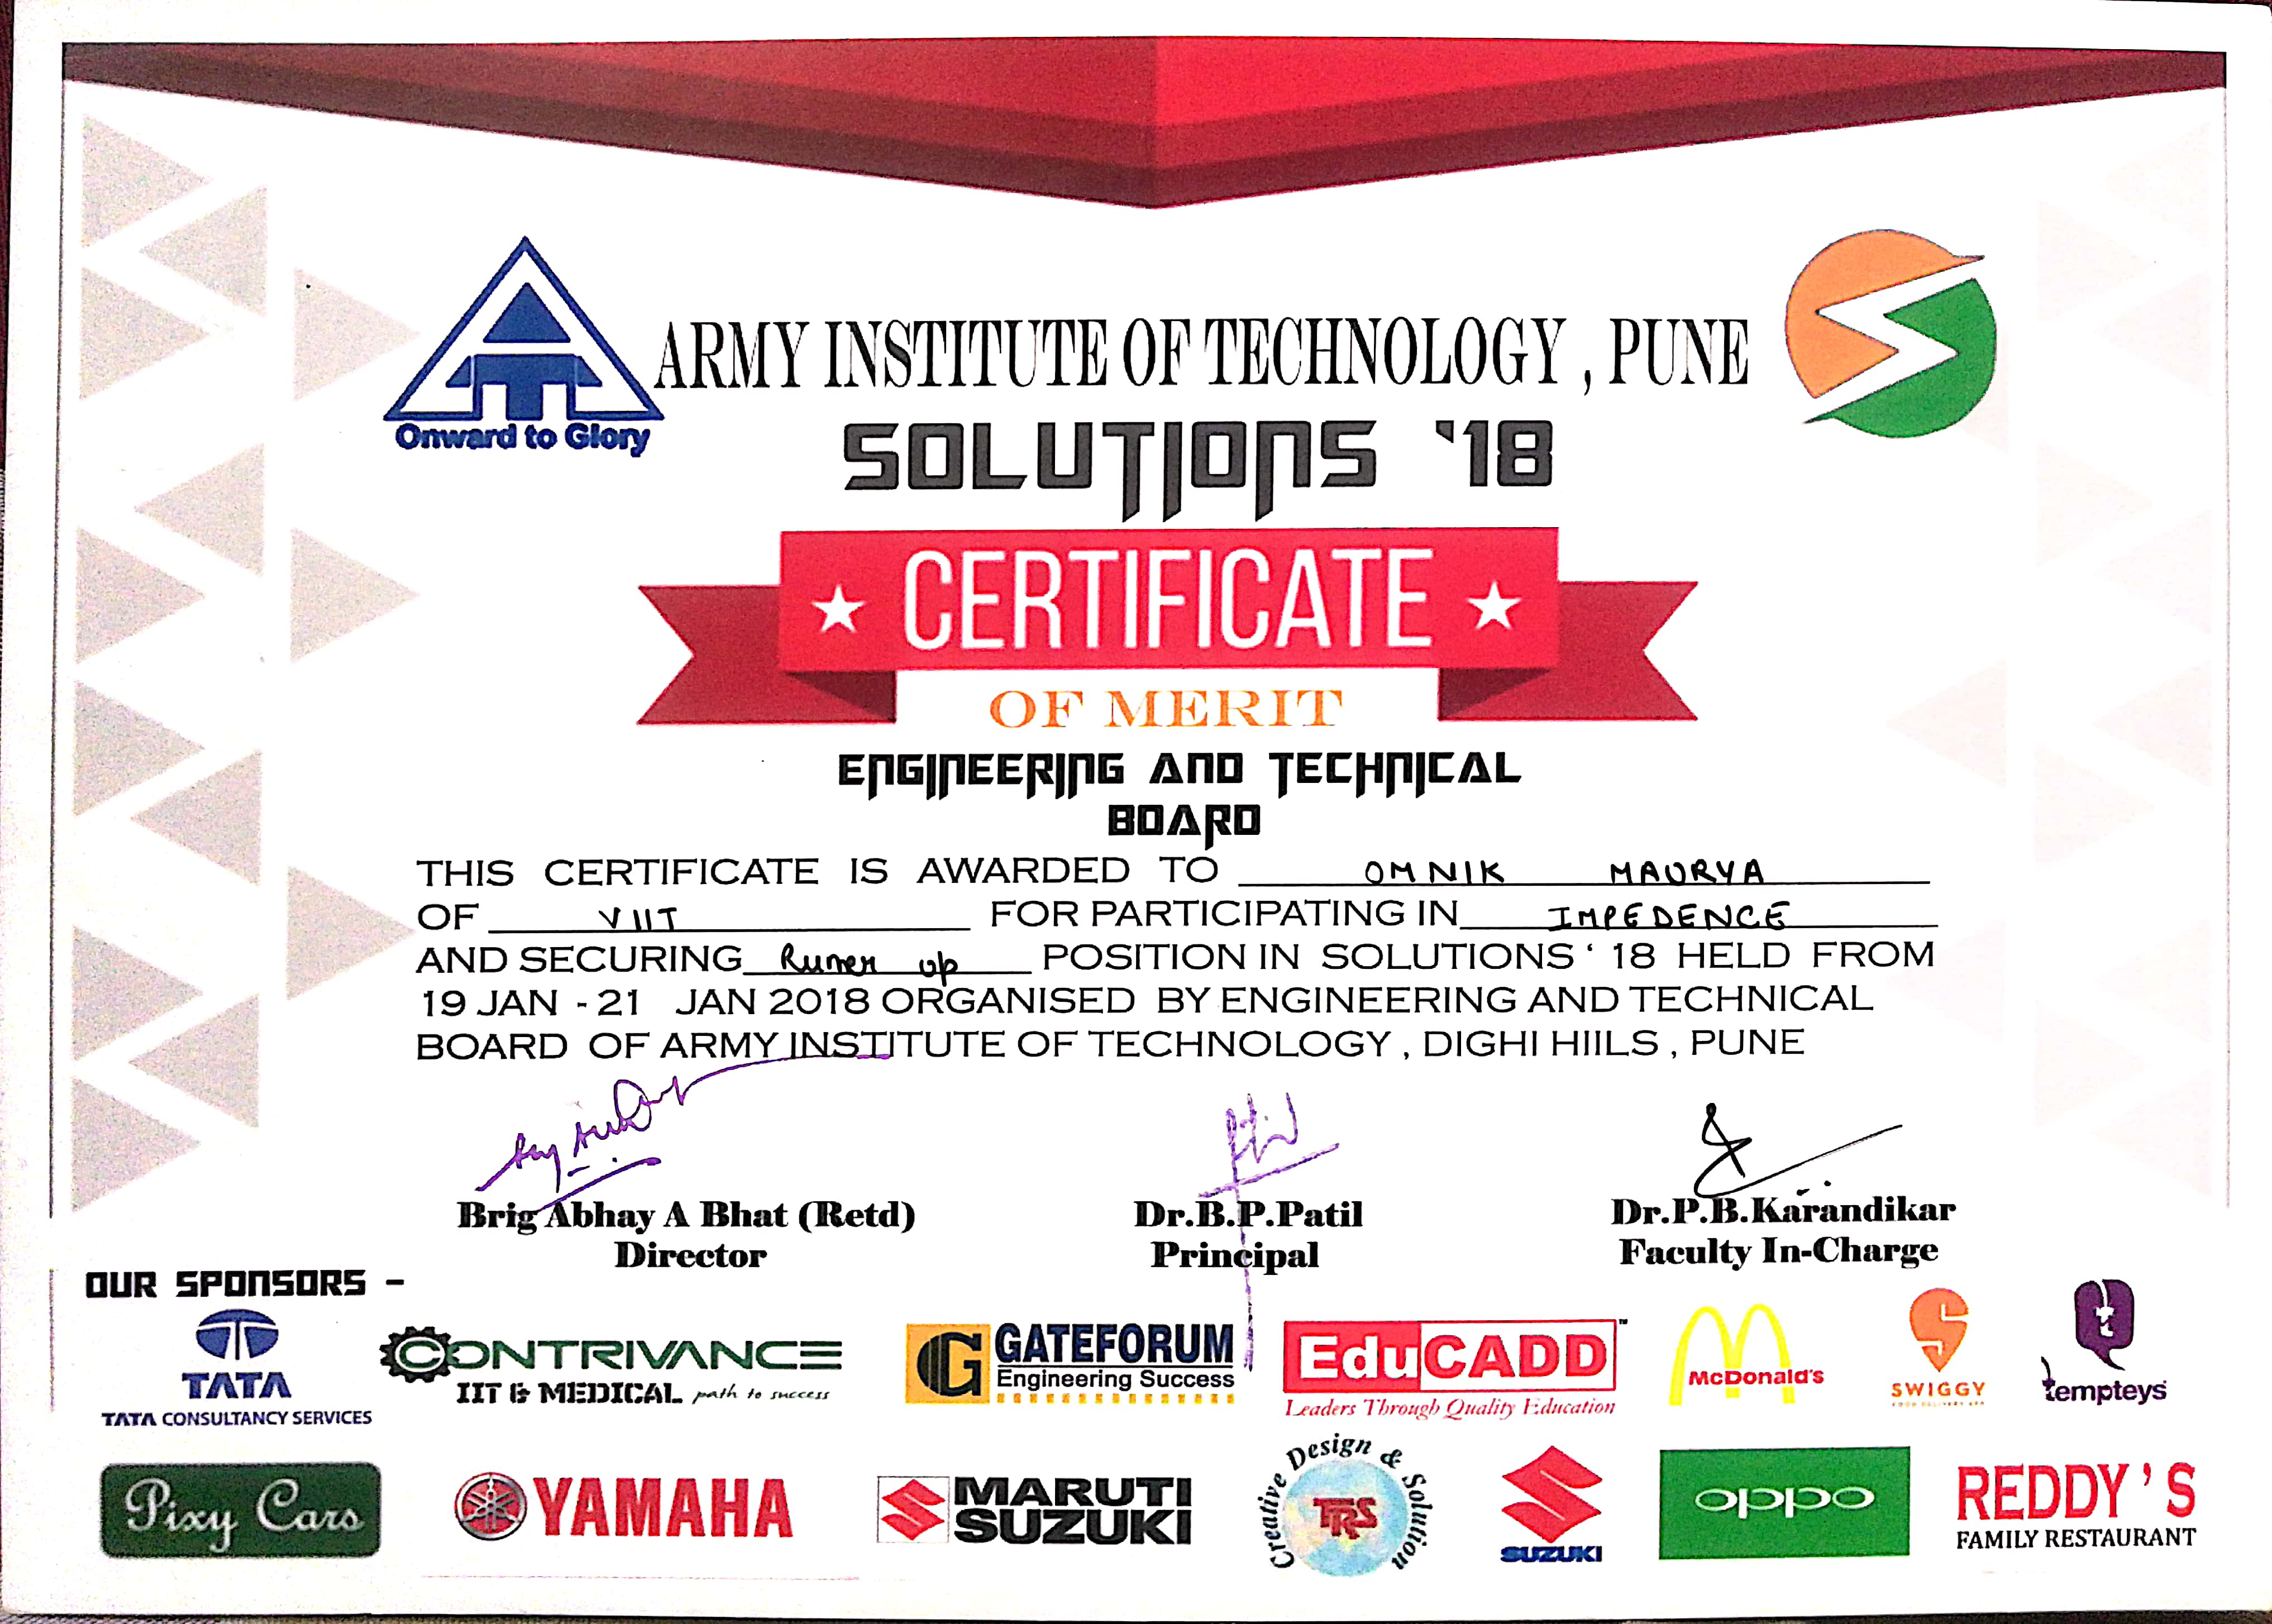 ARMY INSTITUTE OF TECHNOLOGY , PUNE
Onward to Glory
SOLUTIONS '18
CERTIFICATE
OF MERIT
ENGINEERING AND TECHNICAL
BOARD
THIS CERTIFICATE IS AWARDED TO OMNIK MAURYA
OF VIIT FOR PARTICIPATING IN IMPEDENCE
AND SECURING Runer up POSITION IN SOLUTIONS ' 18 HELD FROM
19 JAN - 21 JAN 2018 ORGANISED BY ENGINEERING AND TECHNICAL
BOARD OF ARMY INSTITUTE OF TECHNOLOGY , DIGHI HIILS , PUNE
Brig Abhay A Bhat (Retd) Dr.B.P.Patil Dr.P.B.Karandikar
Director Principal Faculty In-Charge
OUR SPONSORS -
TATA
TATA CONSULTANCY SERVICES
CONTRIVANCE
IIT & MEDICAL path to success
GATEFORUM
Engineering Success
EduCADD™
Leaders Through Quality Education
McDonald's
SWIGGY
tempteys
Pixy Cars
YAMAHA
MARUTI
SUZUKI
Creative Design & Solution
TRS
SUZUKI
oppo
REDDY'S
FAMILY RESTAURANT